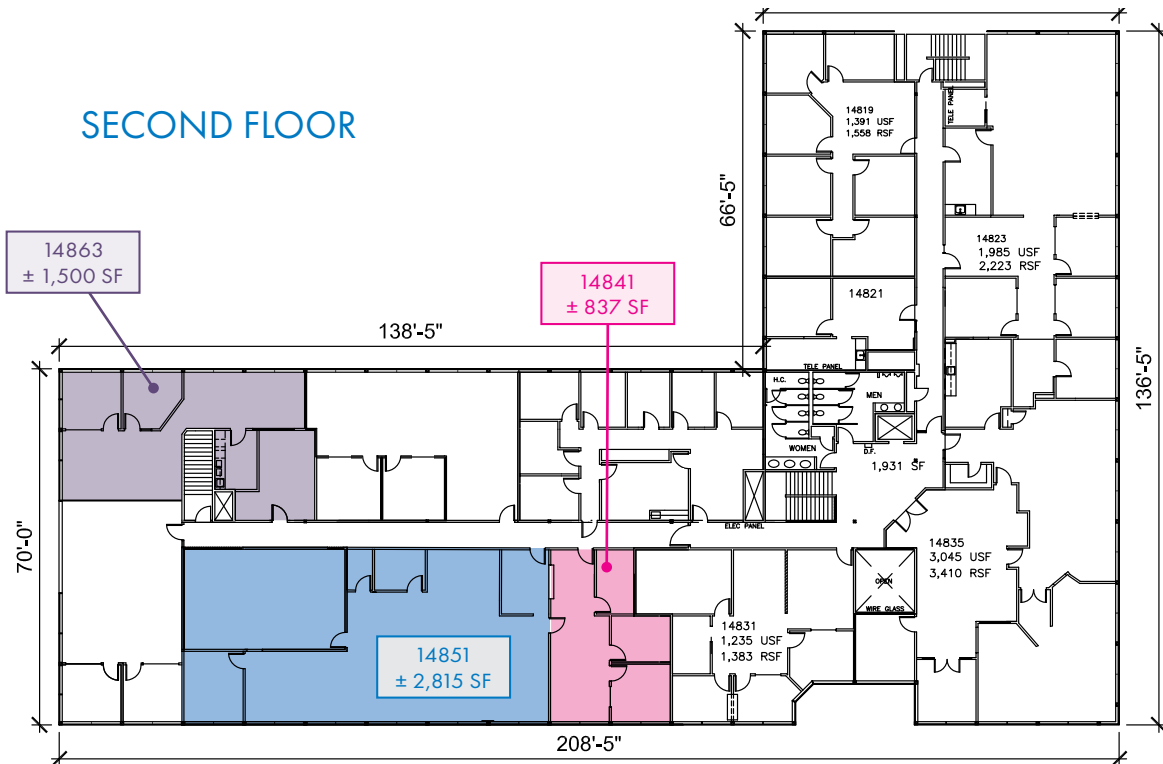 SECOND FLOOR
66'-5"
136'-5"
14819
1,391 USF
1,558 RSF
TELE PANEL
14823
1,985 USF
2,223 RSF
14863
± 1,500 SF
14841
± 837 SF
14821
138'-5"
TELE PANEL
H.C.
MEN
WOMEN
D.F.
1,931 SF
ELEC PANEL
70'-0"
14835
3,045 USF
3,410 RSF
OPEN
WIRE GLASS
14831
1,235 USF
1,383 RSF
14851
± 2,815 SF
208'-5"